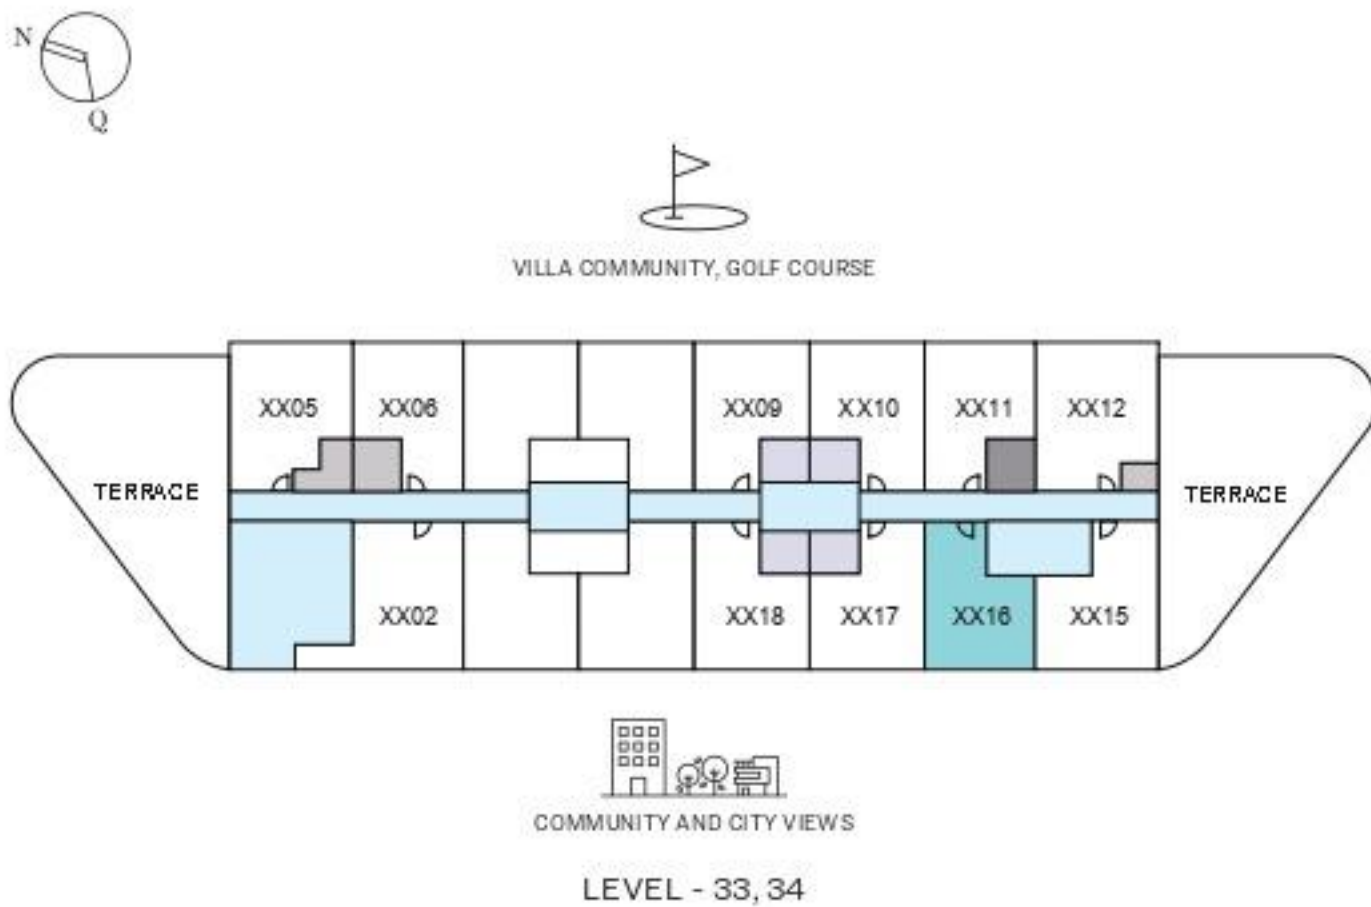 N
Q
VILLA COMMUNITY, GOLF COURSE
XX05 XX06 XX09 XX10 XX11 XX12
TERRACE TERRACE
XX02 XX18 XX17 XX16 XX15
COMMUNITY AND CITY VIEWS
LEVEL - 33, 34